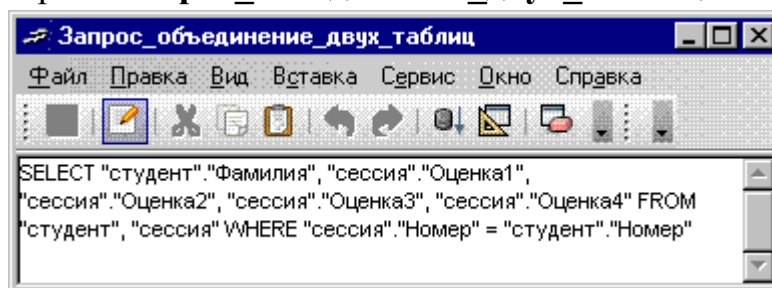 Запрос_объединение_двух_таблиц
Файл Правка Вид Вставка Сервис Окно Справка
SELECT "студент"."Фамилия", "сессия"."Оценка1",
"сессия"."Оценка2", "сессия"."Оценка3", "сессия"."Оценка4" FROM
"студент", "сессия" WHERE "сессия"."Номер" = "студент"."Номер"